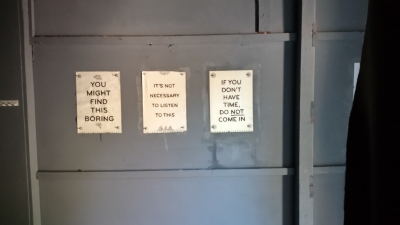 YOU
MIGHT
FIND
THIS
BORING
IT'S NOT
NECESSARY
TO LISTEN
TO THIS
IF YOU
DON'T
HAVE
TIME,
DO NOT
COME IN